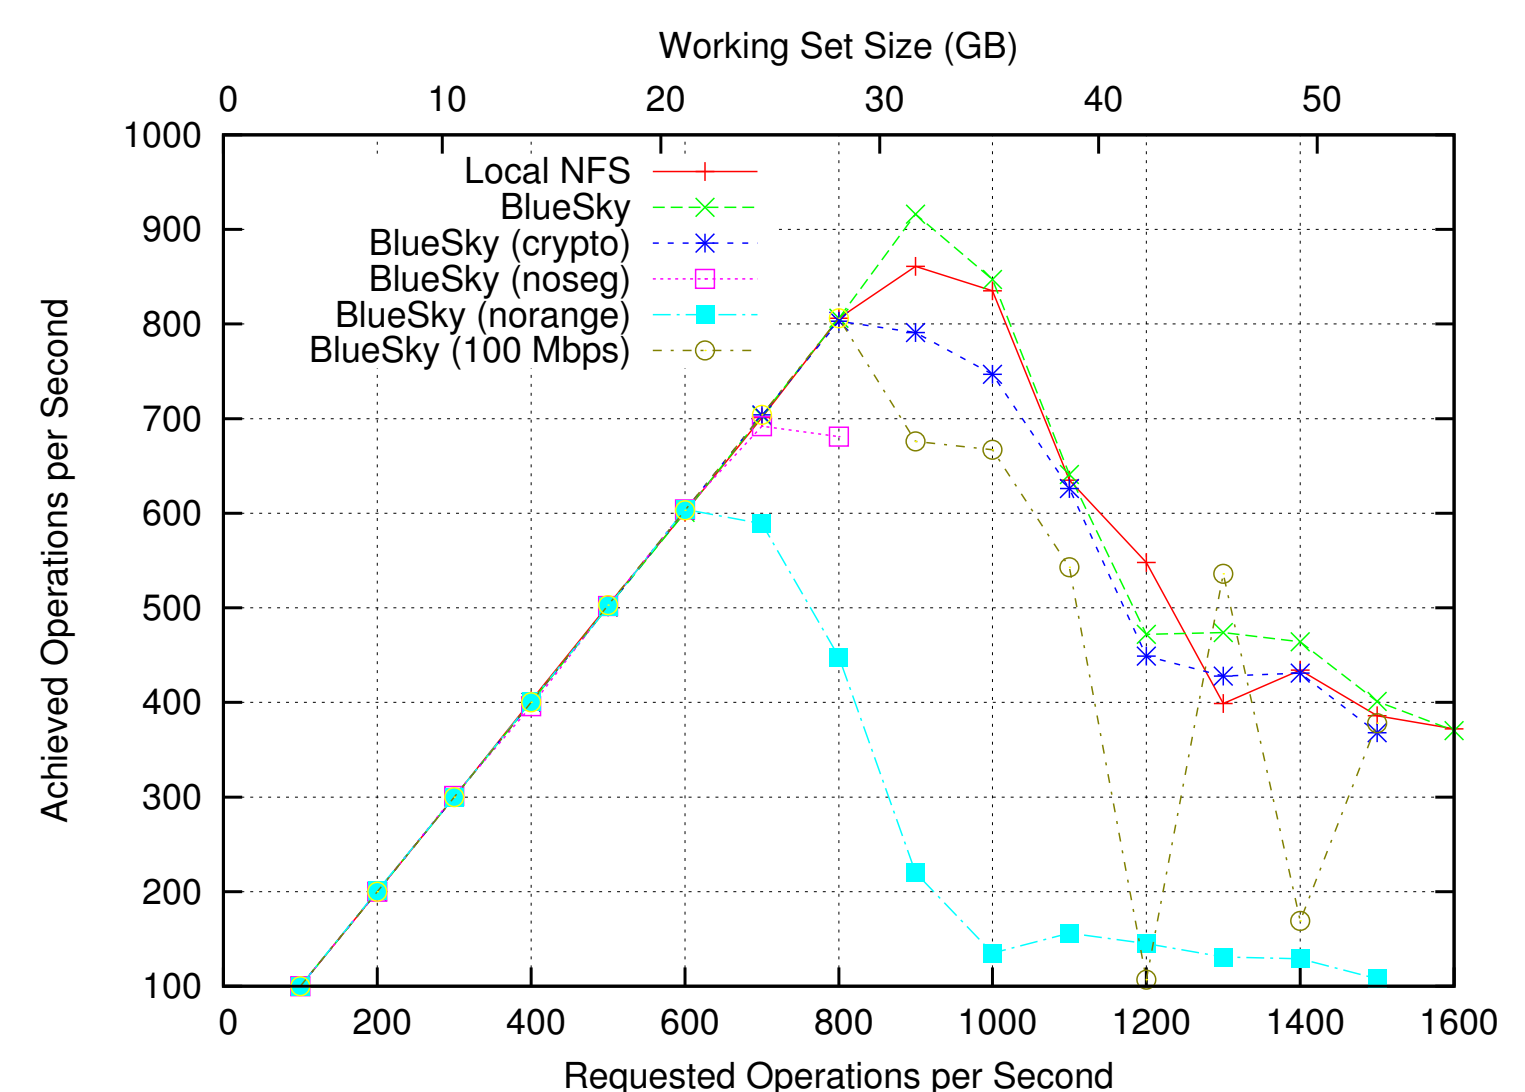 Working Set Size (GB)
0 10 20 30 40 50
1000
900
800
700
600
500
400
300
200
100
Achieved Operations per Second
Local NFS
BlueSky
BlueSky (crypto)
BlueSky (noseg)
BlueSky (norange)
BlueSky (100 Mbps)
0 200 400 600 800 1000 1200 1400 1600
Requested Operations per Second